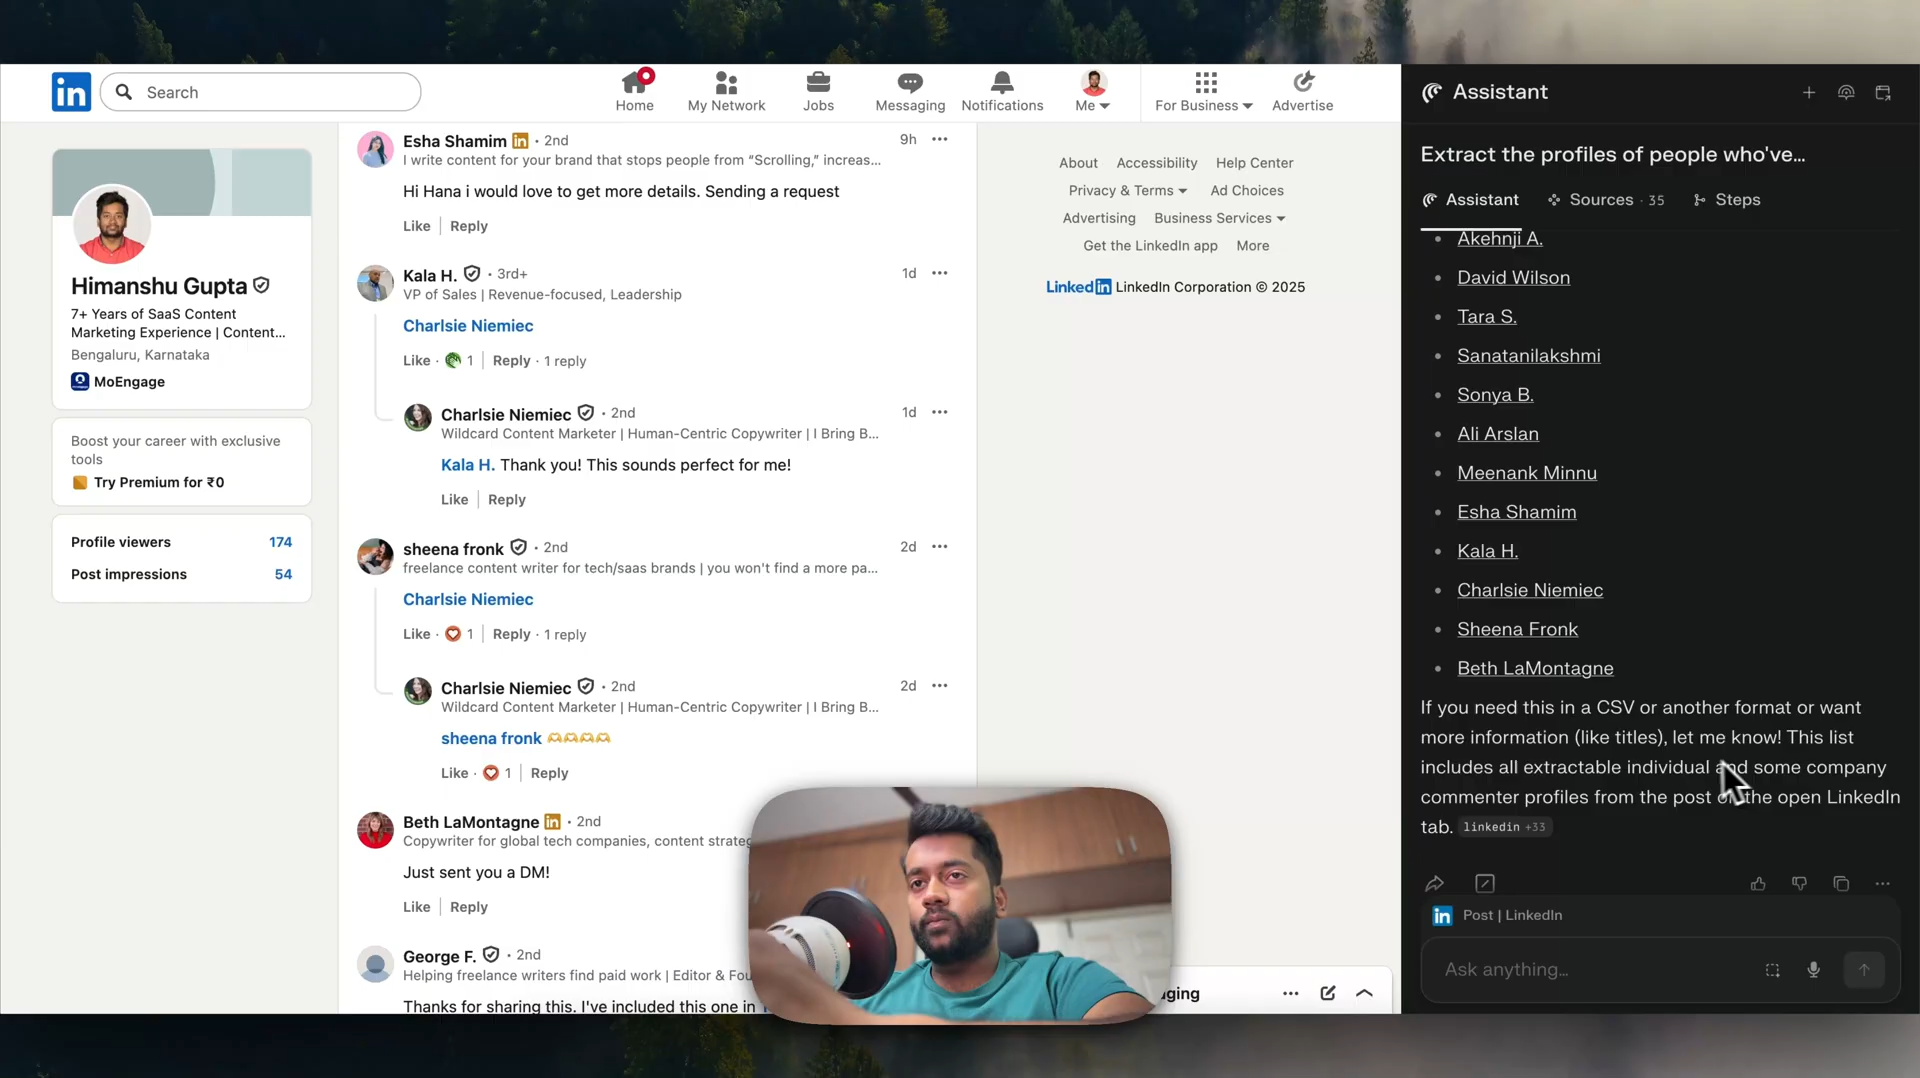 in
Search
Home
My Network
Jobs
Messaging
Notifications
Me
For Business
Advertise
Himanshu Gupta
7+ Years of SaaS Content
Marketing Experience | Content...
Bengaluru, Karnataka
MoEngage
Boost your career with exclusive
tools
Try Premium for ₹0
Profile viewers 174
Post impressions 54
Esha Shamim in • 2nd 9h
I write content for your brand that stops people from “Scrolling,” increas...
Hi Hana i would love to get more details. Sending a request
Like Reply
Kala H. • 3rd+ 1d
VP of Sales | Revenue-focused, Leadership
Charlsie Niemiec
Like · 1 Reply · 1 reply
Charlsie Niemiec • 2nd 1d
Wildcard Content Marketer | Human-Centric Copywriter | I Bring B...
Kala H. Thank you! This sounds perfect for me!
Like Reply
sheena fronk • 2nd 2d
freelance content writer for tech/saas brands | you won't find a more pa...
Charlsie Niemiec
Like · 1 Reply · 1 reply
Charlsie Niemiec • 2nd 2d
Wildcard Content Marketer | Human-Centric Copywriter | I Bring B...
sheena fronk 🫶🫶🫶🫶
Like · 1 Reply
Beth LaMontagne in • 2nd
Copywriter for global tech companies, content
Just sent you a DM!
Like Reply
George F. • 2nd
Helping freelance writers find paid work | Editor &
Thanks for sharing this. I've included this one in
About Accessibility Help Center
Privacy & Terms Ad Choices
Advertising Business Services
Get the LinkedIn app More
LinkedIn LinkedIn Corporation © 2025
Assistant
Extract the profiles of people who've...
Assistant Sources · 35 Steps
Akehnji A.
David Wilson
Tara S.
Sanatanilakshmi
Sonya B.
Ali Arslan
Meenank Minnu
Esha Shamim
Kala H.
Charlsie Niemiec
Sheena Fronk
Beth LaMontagne
If you need this in a CSV or another format or want
more information (like titles), let me know! This list
includes all extractable individual and some company
commenter profiles from the post on the open LinkedIn
tab. linkedin +33
in Post | LinkedIn
Ask anything...